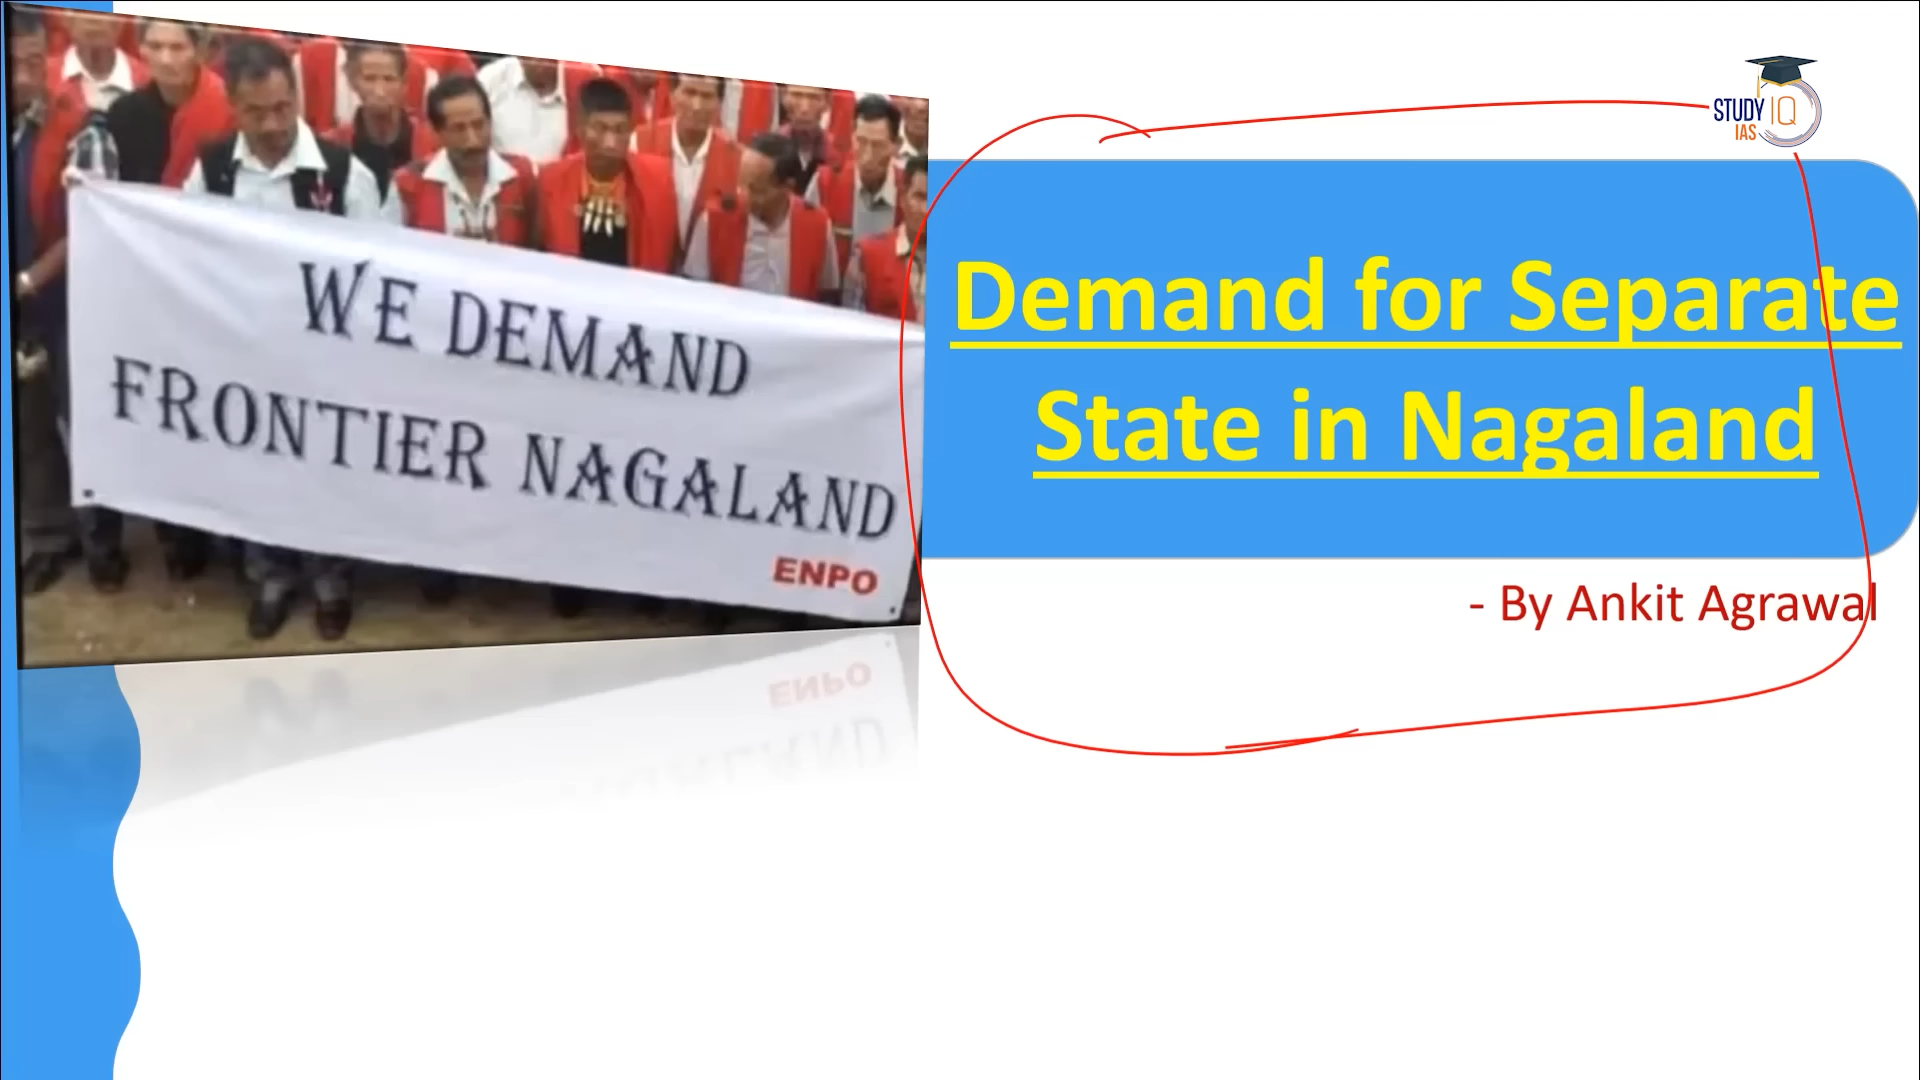 WE DEMAND
FRONTIER NAGALAND
ENPO
STUDY IQ
IAS
Demand for Separate
State in Nagaland
- By Ankit Agrawal